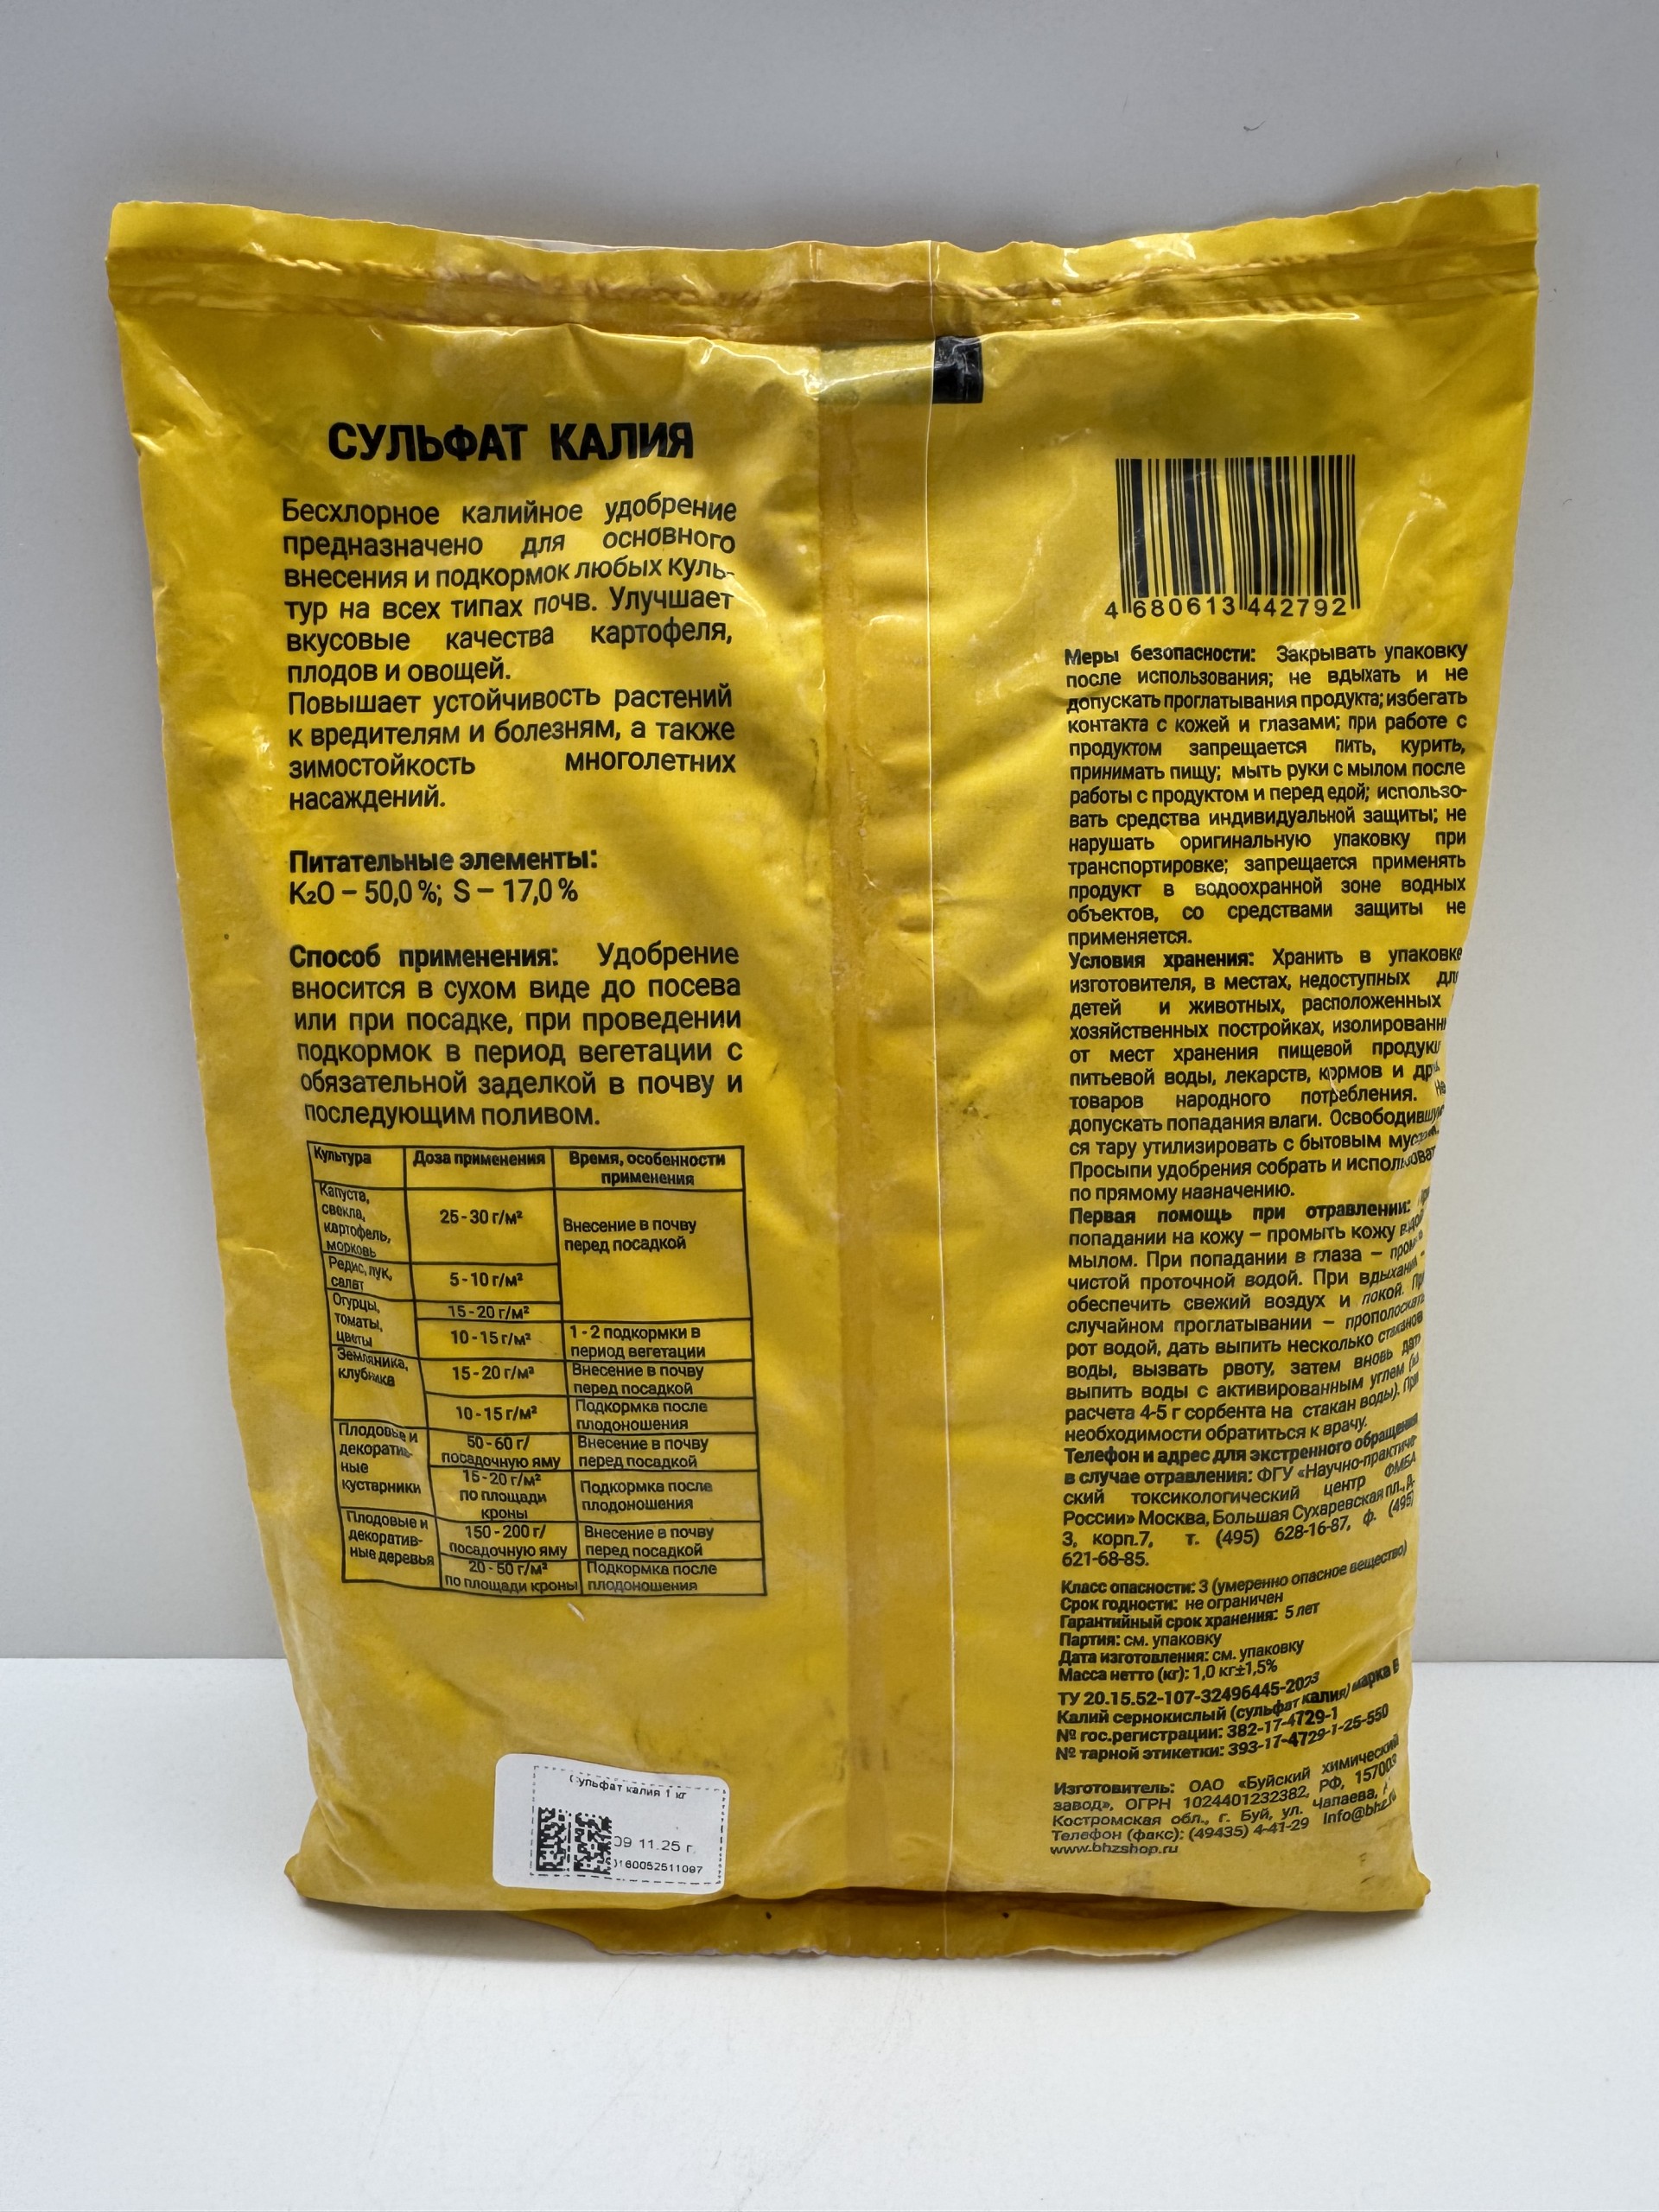 СУЛЬФАТ КАЛИЯ
Бесхлорное калийное удобрение
предназначено для основного
внесения и подкормок любых куль-
тур на всех типах почв. Улучшает
вкусовые качества картофеля,
плодов и овощей.
Повышает устойчивость растений
к вредителям и болезням, а также
зимостойкость многолетних
насаждений.
Питательные элементы:
K₂O – 50,0 %; S – 17,0 %
Способ применения: Удобрение
вносится в сухом виде до посева
или при посадке, при проведении
подкормок в период вегетации с
обязательной заделкой в почву и
последующим поливом.
Культура Доза применения Время, особенности
применения
Капуста,
свекла,
картофель,
морковь
25 - 30 г/м²
Внесение в почву
перед посадкой
Редис, лук,
салат
5 - 10 г/м²
Огурцы,
томаты,
цветы
15 - 20 г/м²
10 - 15 г/м²
1 - 2 подкормки в
период вегетации
Земляника,
клубника
15 - 20 г/м²
Внесение в почву
перед посадкой
10 - 15 г/м²
Подкормка после
плодоношения
Плодовые и
декоратив-
ные
кустарники
50 - 60 г/
посадочную яму
Внесение в почву
перед посадкой
15 - 20 г/м²
по площади
кроны
Подкормка после
плодоношения
Плодовые и
декоратив-
ные деревья
150 - 200 г/
посадочную яму
Внесение в почву
перед посадкой
20 - 50 г/м²
по площади кроны
Подкормка после
плодоношения
Сульфат калия 1 кг
09 11.25 г.
4 680613 442792
Меры безопасности: Закрывать упаковку
после использования; не вдыхать и не
допускать проглатывания продукта; избегать
контакта с кожей и глазами; при работе с
продуктом запрещается пить, курить,
принимать пищу; мыть руки с мылом после
работы с продуктом и перед едой; использо-
вать средства индивидуальной защиты; не
нарушать оригинальную упаковку при
транспортировке; запрещается применять
продукт в водоохранной зоне водных
объектов, со средствами защиты не
применяется.
Условия хранения: Хранить в упаковке
изготовителя, в местах, недоступных для
детей и животных, расположенных
хозяйственных постройках,
от мест хранения пищевой
питьевой воды, лекарств, кормов и
товаров народного потребления. Не
допускать попадания влаги. Освободившую
ся тару утилизировать с бытовым
Просыпи удобрения собрать и
по прямому назначению.
Первая помощь при отравлении: При
попадании на кожу – промыть кожу
мылом. При попадании в глаза –
чистой проточной водой. При вдыхании –
обеспечить свежий воздух и покой. При
случайном проглатывании – прополоскать
рот водой, дать выпить несколько стаканов
воды, вызвать рвоту, затем вновь дать
выпить воды с активированным углем (из
расчета 4-5 г сорбента на стакан воды). При
необходимости обратиться к врачу.
Телефон и адрес для экстренного обращения
в случае отравления: ФГУ «Научно-практиче-
ский токсикологический центр ФМБА
России» Москва, Большая Сухаревская пл., д.
3, корп.7, т. (495) 628-16-87, ф. (495)
621-68-85.
Класс опасности: 3 (умеренно опасное вещество)
Срок годности: не ограничен
Гарантийный срок хранения: 5 лет
Партия: см. упаковку
Дата изготовления: см. упаковку
Масса нетто (кг): 1,0 кг±1,5%
ТУ 20.15.52-107-32496445-2023
Калий сернокислый (сульфат калия) марка В
№ гос.регистрации: 382-17-4729-1
№ тарной этикетки: 393-17-4729-1-25-550
Изготовитель: ОАО «Буйский химический
завод», ОГРН 1024401232382, РФ, 157003
Костромская обл., г. Буй, ул. Чапаева,
Телефон (факс): (49435) 4-41-29
www.bhzshop.ru